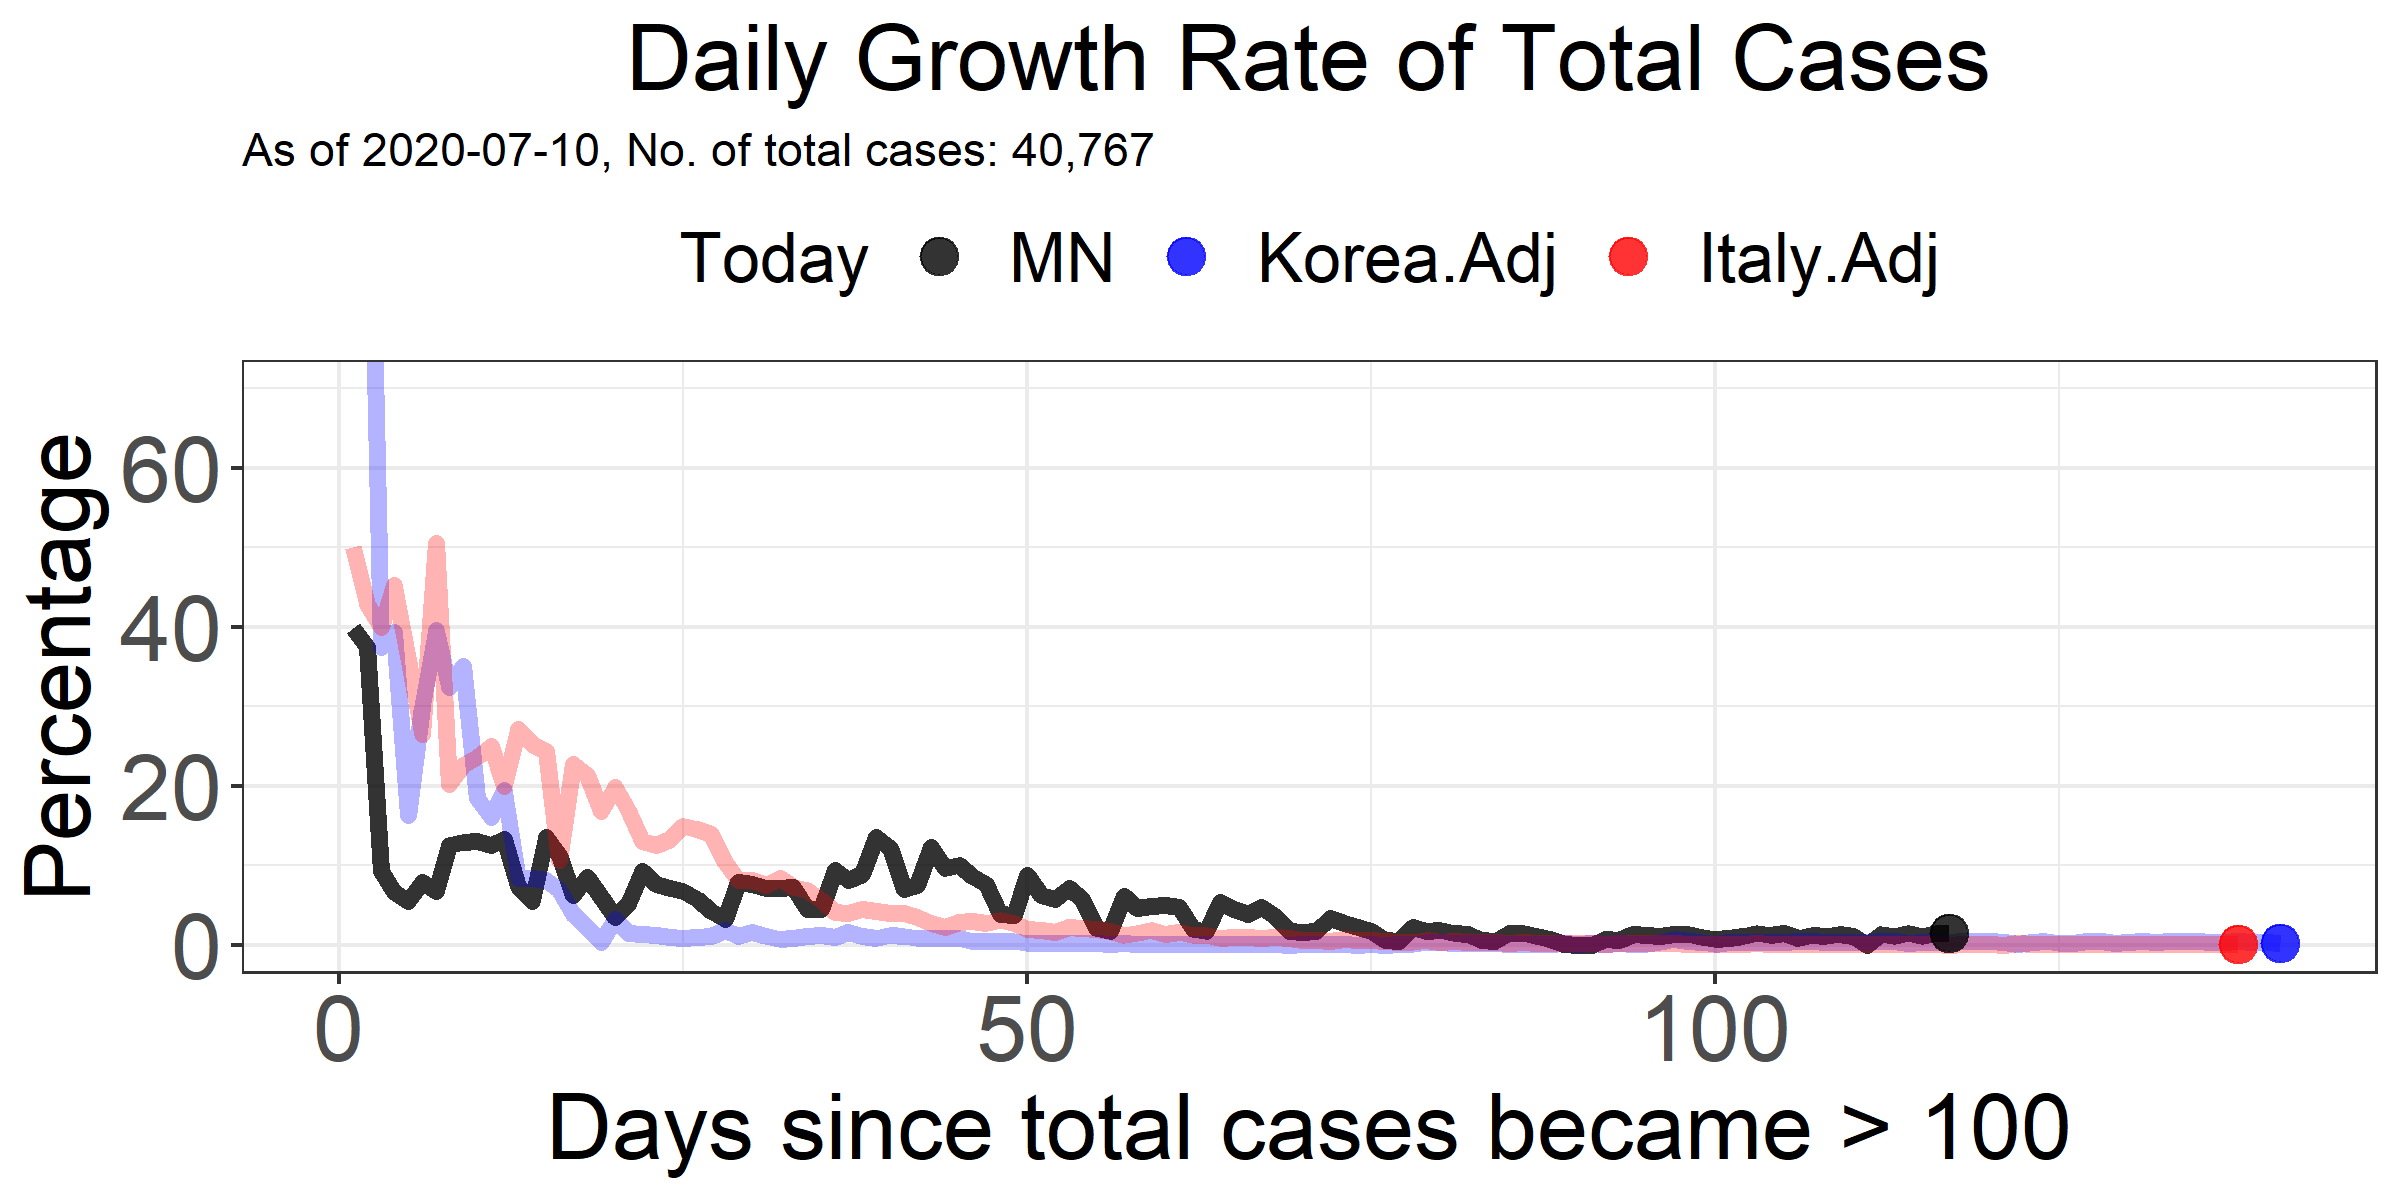 Daily Growth Rate of Total Cases
As of 2020-07-10, No. of total cases: 40,767
Today MN Korea.Adj Italy.Adj
Percentage
60
40
20
0
0 50 100
Days since total cases became > 100